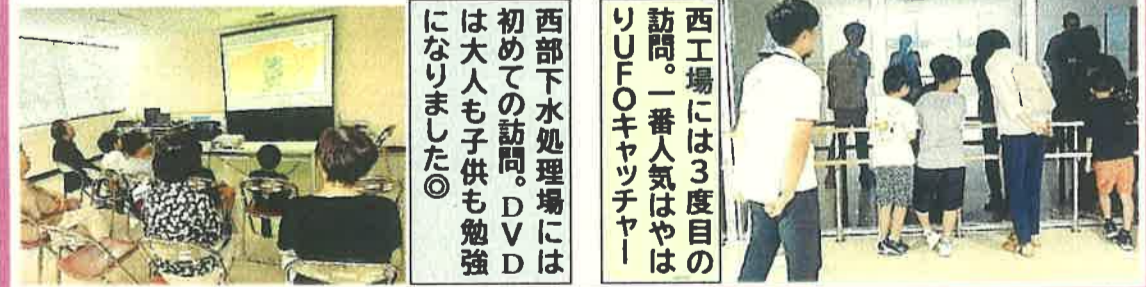 西工場には３度目の
訪問。一番人気はやは
りＵＦＯキャッチャー
西部下水処理場には
初めての訪問。ＤＶＤ
は大人も子供も勉強
になりました◎